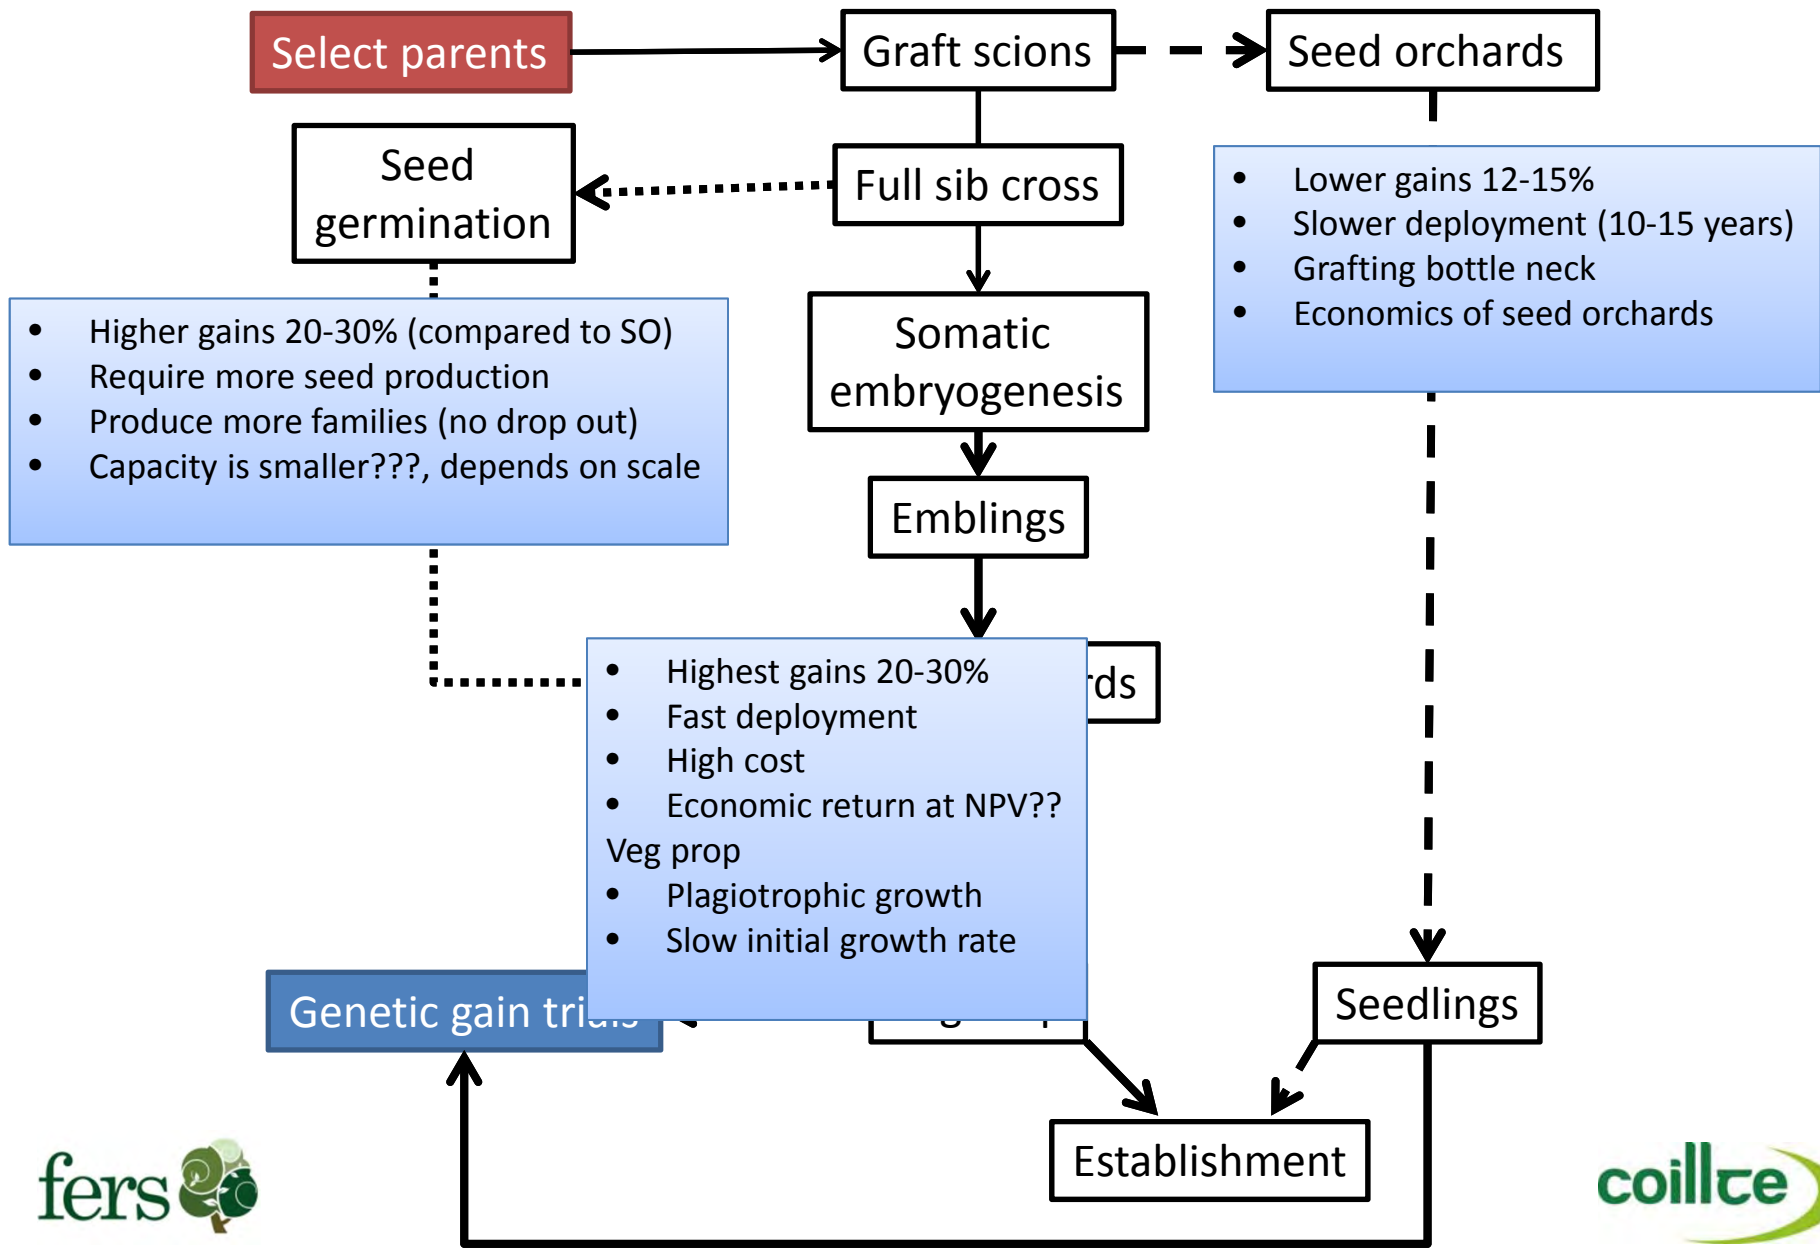 Select parents
Graft scions
Seed orchards
Seed
germination
Full sib cross
• Lower gains 12-15%
• Slower deployment (10-15 years)
• Grafting bottle neck
• Economics of seed orchards
• Higher gains 20-30% (compared to SO)
• Require more seed production
• Produce more families (no drop out)
• Capacity is smaller???, depends on scale
Somatic
embryogenesis
Emblings
rds
• Highest gains 20-30%
• Fast deployment
• High cost
• Economic return at NPV??
Veg prop
• Plagiotrophic growth
• Slow initial growth rate
Genetic gain trials
Seedlings
Establishment
fers
coillte